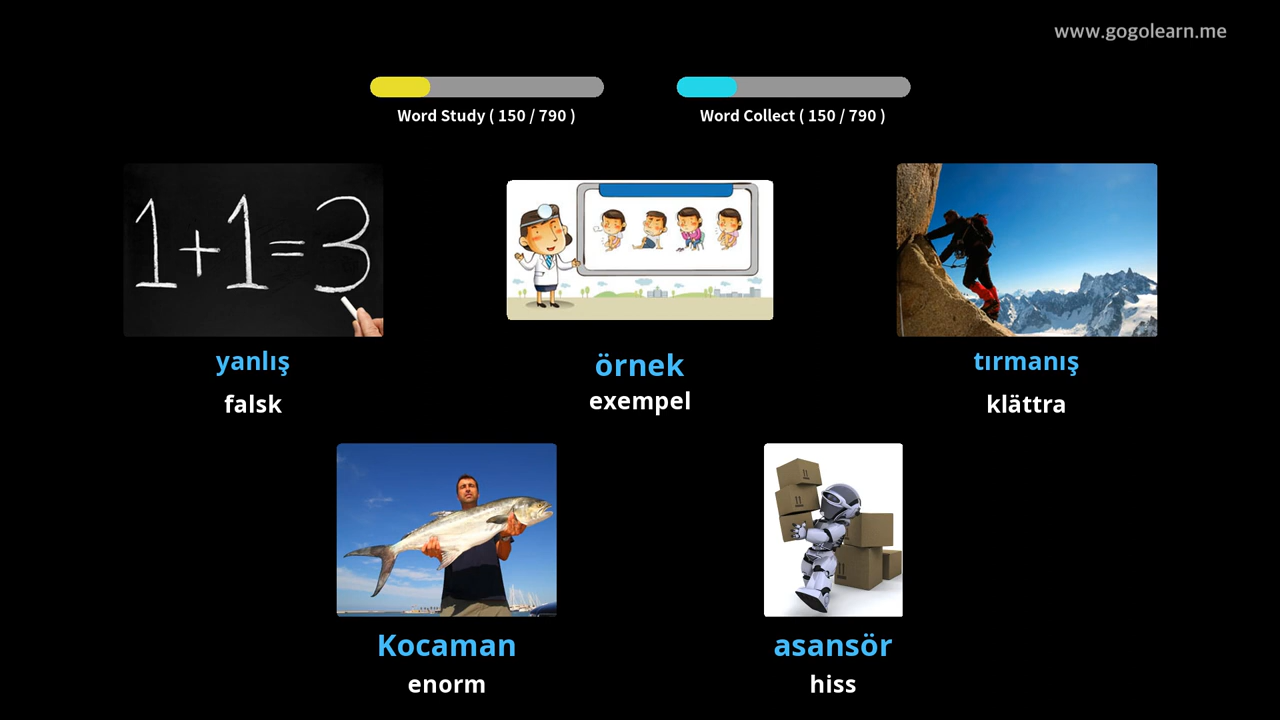 www.gogolearn.me
Word Study ( 150 / 790 )
Word Collect ( 150 / 790 )
1+1=3
yanlış
falsk
örnek
exempel
tırmanış
klättra
Kocaman
enorm
asansör
hiss